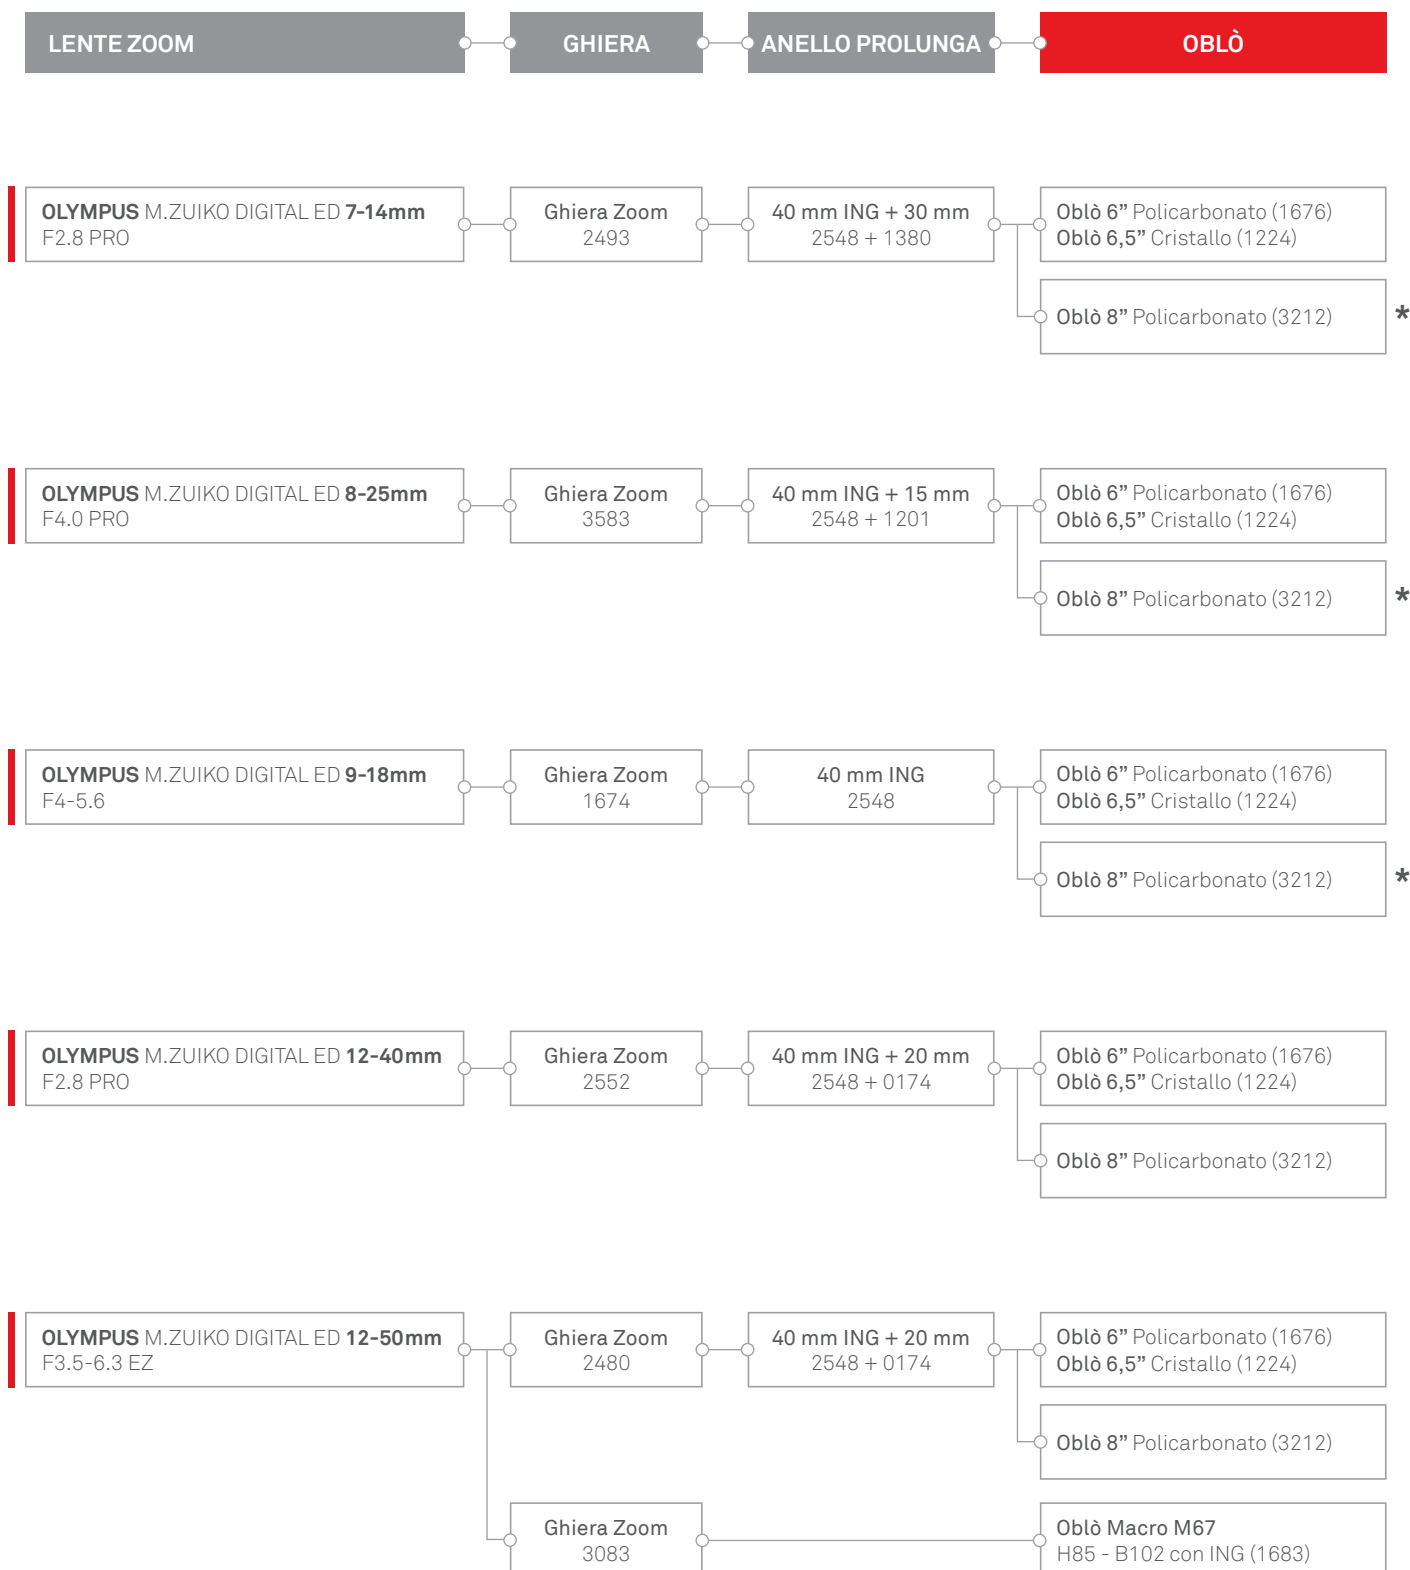 LENTE ZOOM GHIERA ANELLO PROLUNGA OBLÒ
OLYMPUS M.ZUIKO DIGITAL ED 7-14mm
F2.8 PRO
Ghiera Zoom
2493
40 mm ING + 30 mm
2548 + 1380
Oblò 6” Policarbonato (1676)
Oblò 6,5” Cristallo (1224)
Oblò 8” Policarbonato (3212) *
OLYMPUS M.ZUIKO DIGITAL ED 8-25mm
F4.0 PRO
Ghiera Zoom
3583
40 mm ING + 15 mm
2548 + 1201
Oblò 6” Policarbonato (1676)
Oblò 6,5” Cristallo (1224)
Oblò 8” Policarbonato (3212) *
OLYMPUS M.ZUIKO DIGITAL ED 9-18mm
F4-5.6
Ghiera Zoom
1674
40 mm ING
2548
Oblò 6” Policarbonato (1676)
Oblò 6,5” Cristallo (1224)
Oblò 8” Policarbonato (3212) *
OLYMPUS M.ZUIKO DIGITAL ED 12-40mm
F2.8 PRO
Ghiera Zoom
2552
40 mm ING + 20 mm
2548 + 0174
Oblò 6” Policarbonato (1676)
Oblò 6,5” Cristallo (1224)
Oblò 8” Policarbonato (3212)
OLYMPUS M.ZUIKO DIGITAL ED 12-50mm
F3.5-6.3 EZ
Ghiera Zoom
2480
40 mm ING + 20 mm
2548 + 0174
Oblò 6” Policarbonato (1676)
Oblò 6,5” Cristallo (1224)
Oblò 8” Policarbonato (3212)
Ghiera Zoom
3083
Oblò Macro M67
H85 - B102 con ING (1683)